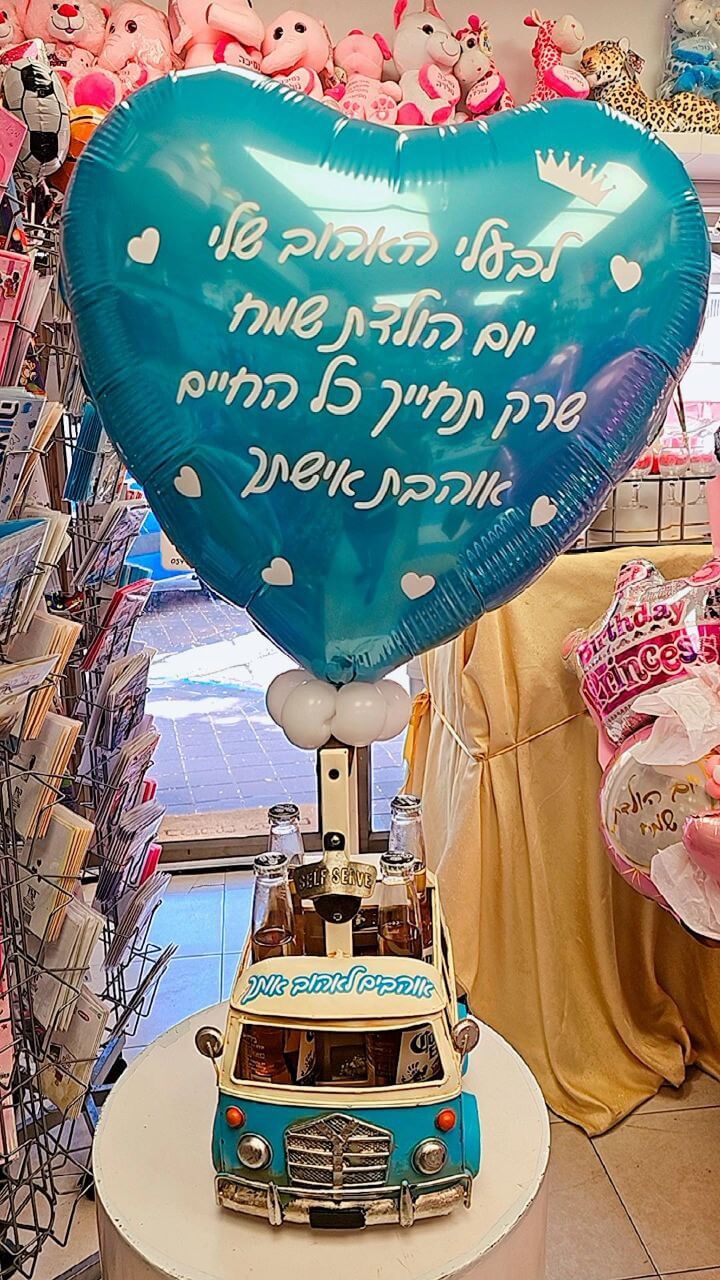 לבעלי האהוב שלי
יום הולדת שמח
שרק תחייך כל החיים
אוהבת אישתך
Birthday
Princess
יום הולדת
שמח
SELF SERVE
אוהבים לאהוב אותך